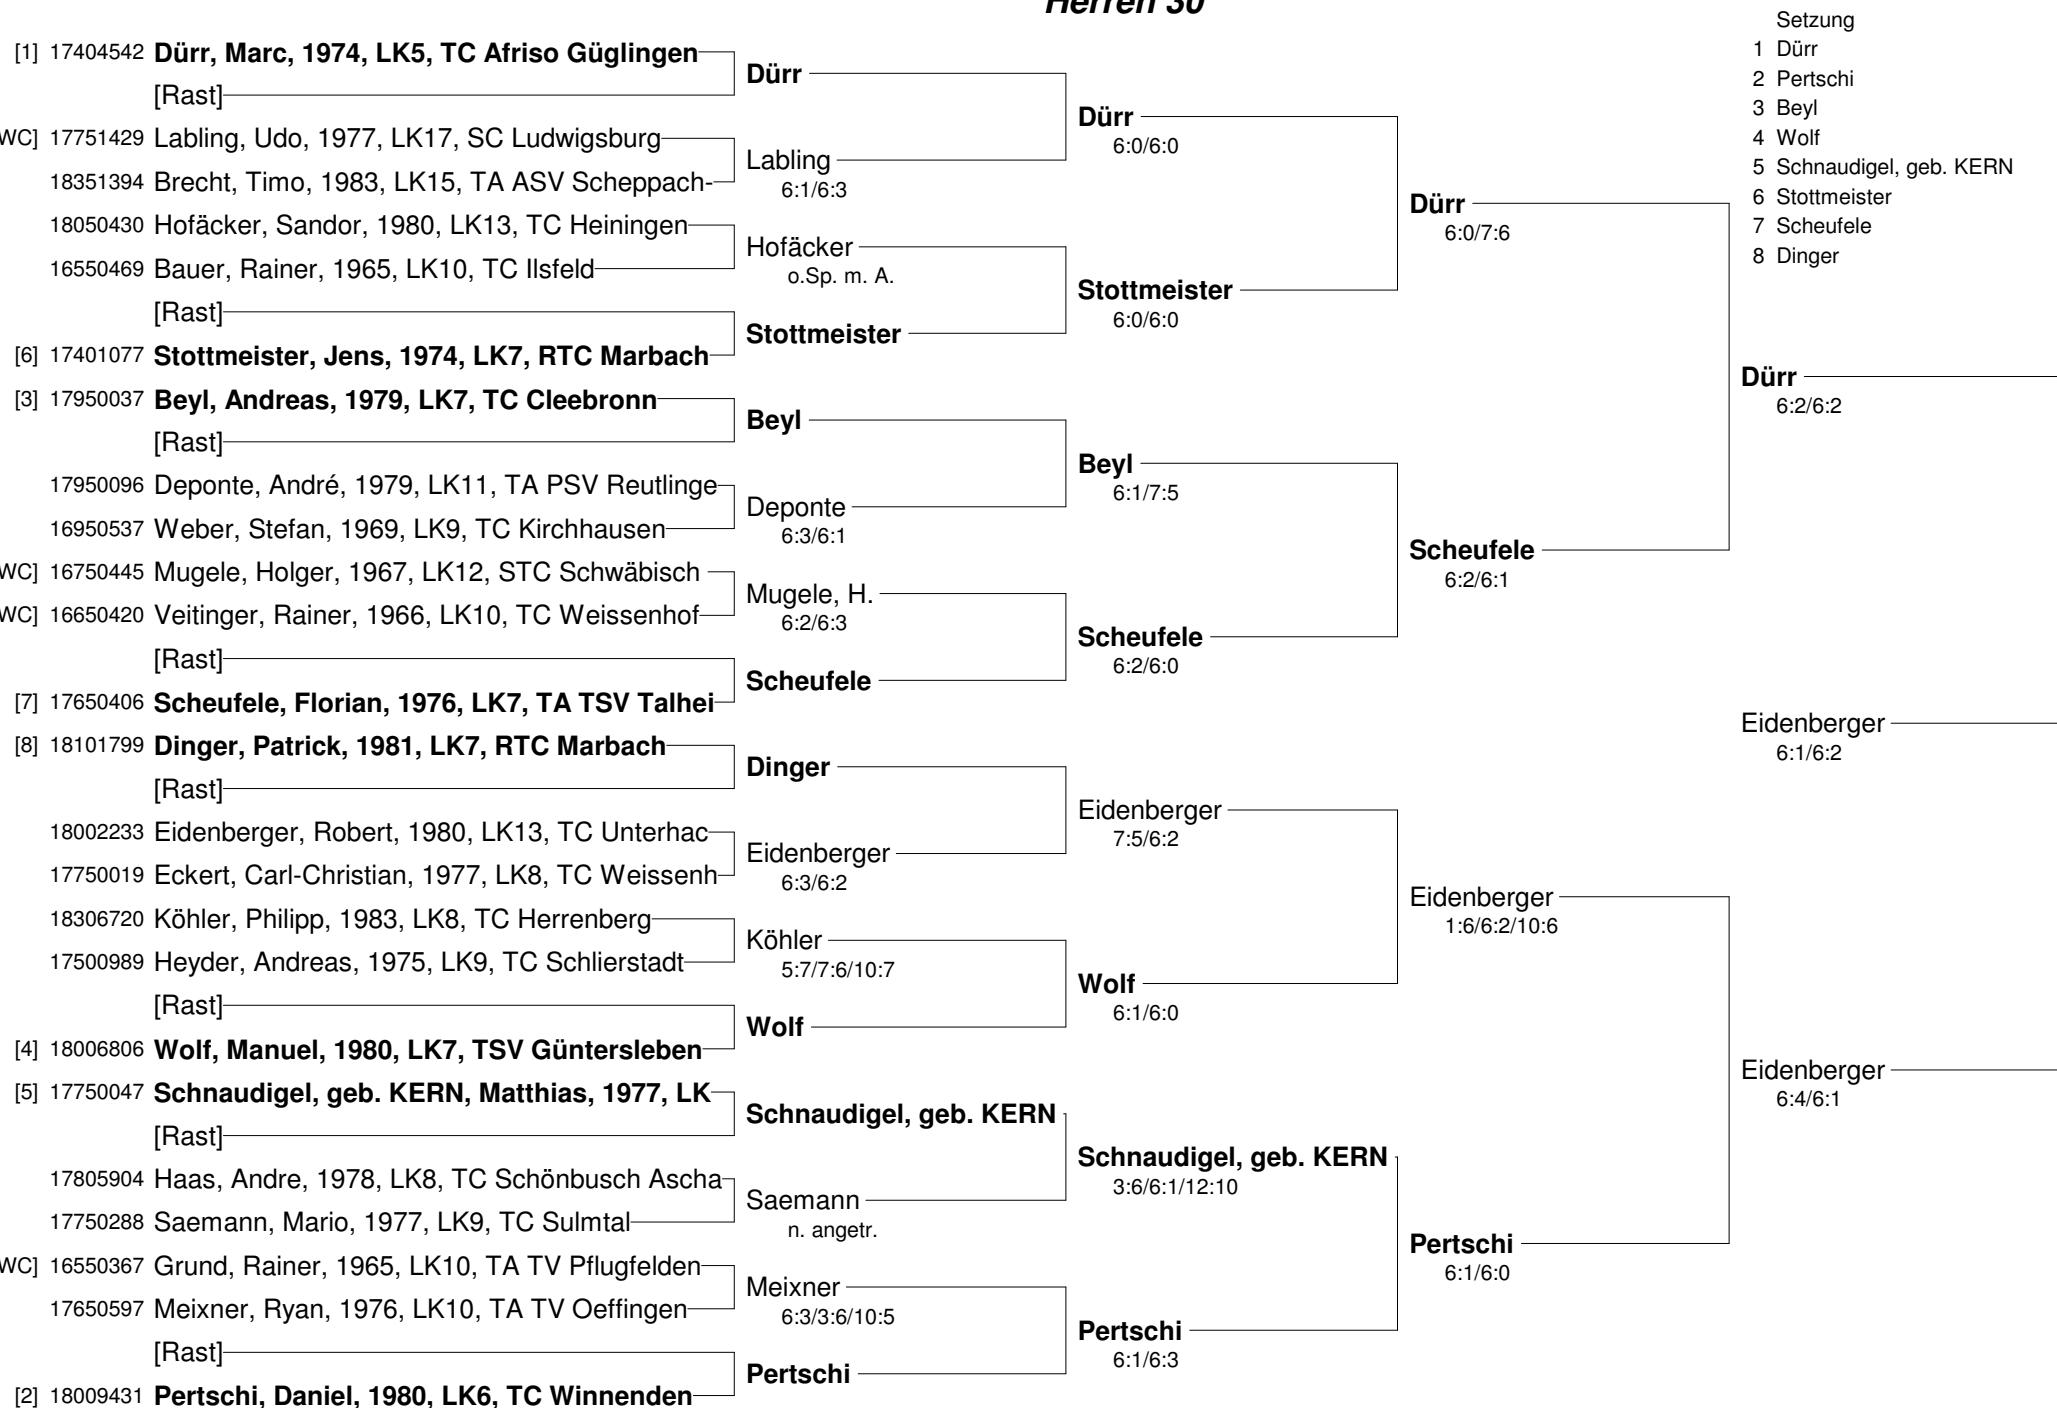 Herren 30
Setzung
1 Dürr
2 Pertschi
3 Beyl
4 Wolf
5 Schnaudigel, geb. KERN
6 Stottmeister
7 Scheufele
8 Dinger
[1] 17404542 Dürr, Marc, 1974, LK5, TC Afriso Güglingen
[Rast]
WC] 17751429 Labling, Udo, 1977, LK17, SC Ludwigsburg
18351394 Brecht, Timo, 1983, LK15, TA ASV Scheppach-
18050430 Hofäcker, Sandor, 1980, LK13, TC Heiningen
16550469 Bauer, Rainer, 1965, LK10, TC Ilsfeld
[Rast]
[6] 17401077 Stottmeister, Jens, 1974, LK7, RTC Marbach
[3] 17950037 Beyl, Andreas, 1979, LK7, TC Cleebronn
[Rast]
17950096 Deponte, André, 1979, LK11, TA PSV Reutlinge
16950537 Weber, Stefan, 1969, LK9, TC Kirchhausen
WC] 16750445 Mugele, Holger, 1967, LK12, STC Schwäbisch
WC] 16650420 Veitinger, Rainer, 1966, LK10, TC Weissenhof
[Rast]
[7] 17650406 Scheufele, Florian, 1976, LK7, TA TSV Talhei
[8] 18101799 Dinger, Patrick, 1981, LK7, RTC Marbach
[Rast]
18002233 Eidenberger, Robert, 1980, LK13, TC Unterhac
17750019 Eckert, Carl-Christian, 1977, LK8, TC Weissenh
18306720 Köhler, Philipp, 1983, LK8, TC Herrenberg
17500989 Heyder, Andreas, 1975, LK9, TC Schlierstadt
[Rast]
[4] 18006806 Wolf, Manuel, 1980, LK7, TSV Güntersleben
[5] 17750047 Schnaudigel, geb. KERN, Matthias, 1977, LK
[Rast]
17805904 Haas, Andre, 1978, LK8, TC Schönbusch Ascha
17750288 Saemann, Mario, 1977, LK9, TC Sulmtal
WC] 16550367 Grund, Rainer, 1965, LK10, TA TV Pflugfelden
17650597 Meixner, Ryan, 1976, LK10, TA TV Oeffingen
[Rast]
[2] 18009431 Pertschi, Daniel, 1980, LK6, TC Winnenden
Dürr
Labling
6:1/6:3
Hofäcker
o.Sp. m. A.
Stottmeister
Beyl
Deponte
6:3/6:1
Mugele, H.
6:2/6:3
Scheufele
Dinger
Eidenberger
6:3/6:2
Köhler
5:7/7:6/10:7
Wolf
Schnaudigel, geb. KERN
Saemann
n. angetr.
Meixner
6:3/3:6/10:5
Pertschi
Dürr
6:0/6:0
Stottmeister
6:0/6:0
Beyl
6:1/7:5
Scheufele
6:2/6:0
Eidenberger
7:5/6:2
Wolf
6:1/6:0
Schnaudigel, geb. KERN
3:6/6:1/12:10
Pertschi
6:1/6:3
Dürr
6:0/7:6
Scheufele
6:2/6:1
Eidenberger
1:6/6:2/10:6
Pertschi
6:1/6:0
Dürr
6:2/6:2
Eidenberger
6:1/6:2
Eidenberger
6:4/6:1